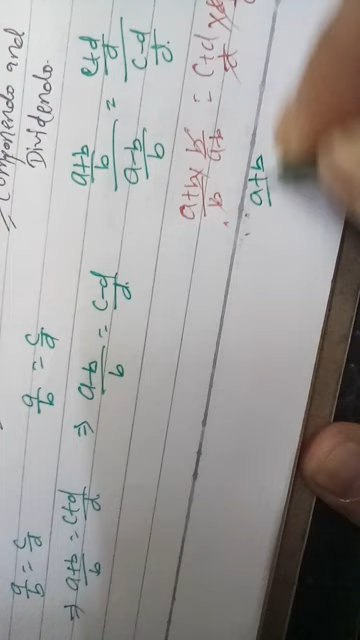 ⇒ Componendo and
Dividendo.
a/b = c/d
a/b = c/d
⇒ (a+b)/b = (c+d)/d
⇒ (a-b)/b = (c-d)/d
((a+b)/b)/((a-b)/b) = ((c+d)/d)/((c-d)/d)
(a+b)/b × b/(a-b) = (c+d)/d ×
∴ a+b